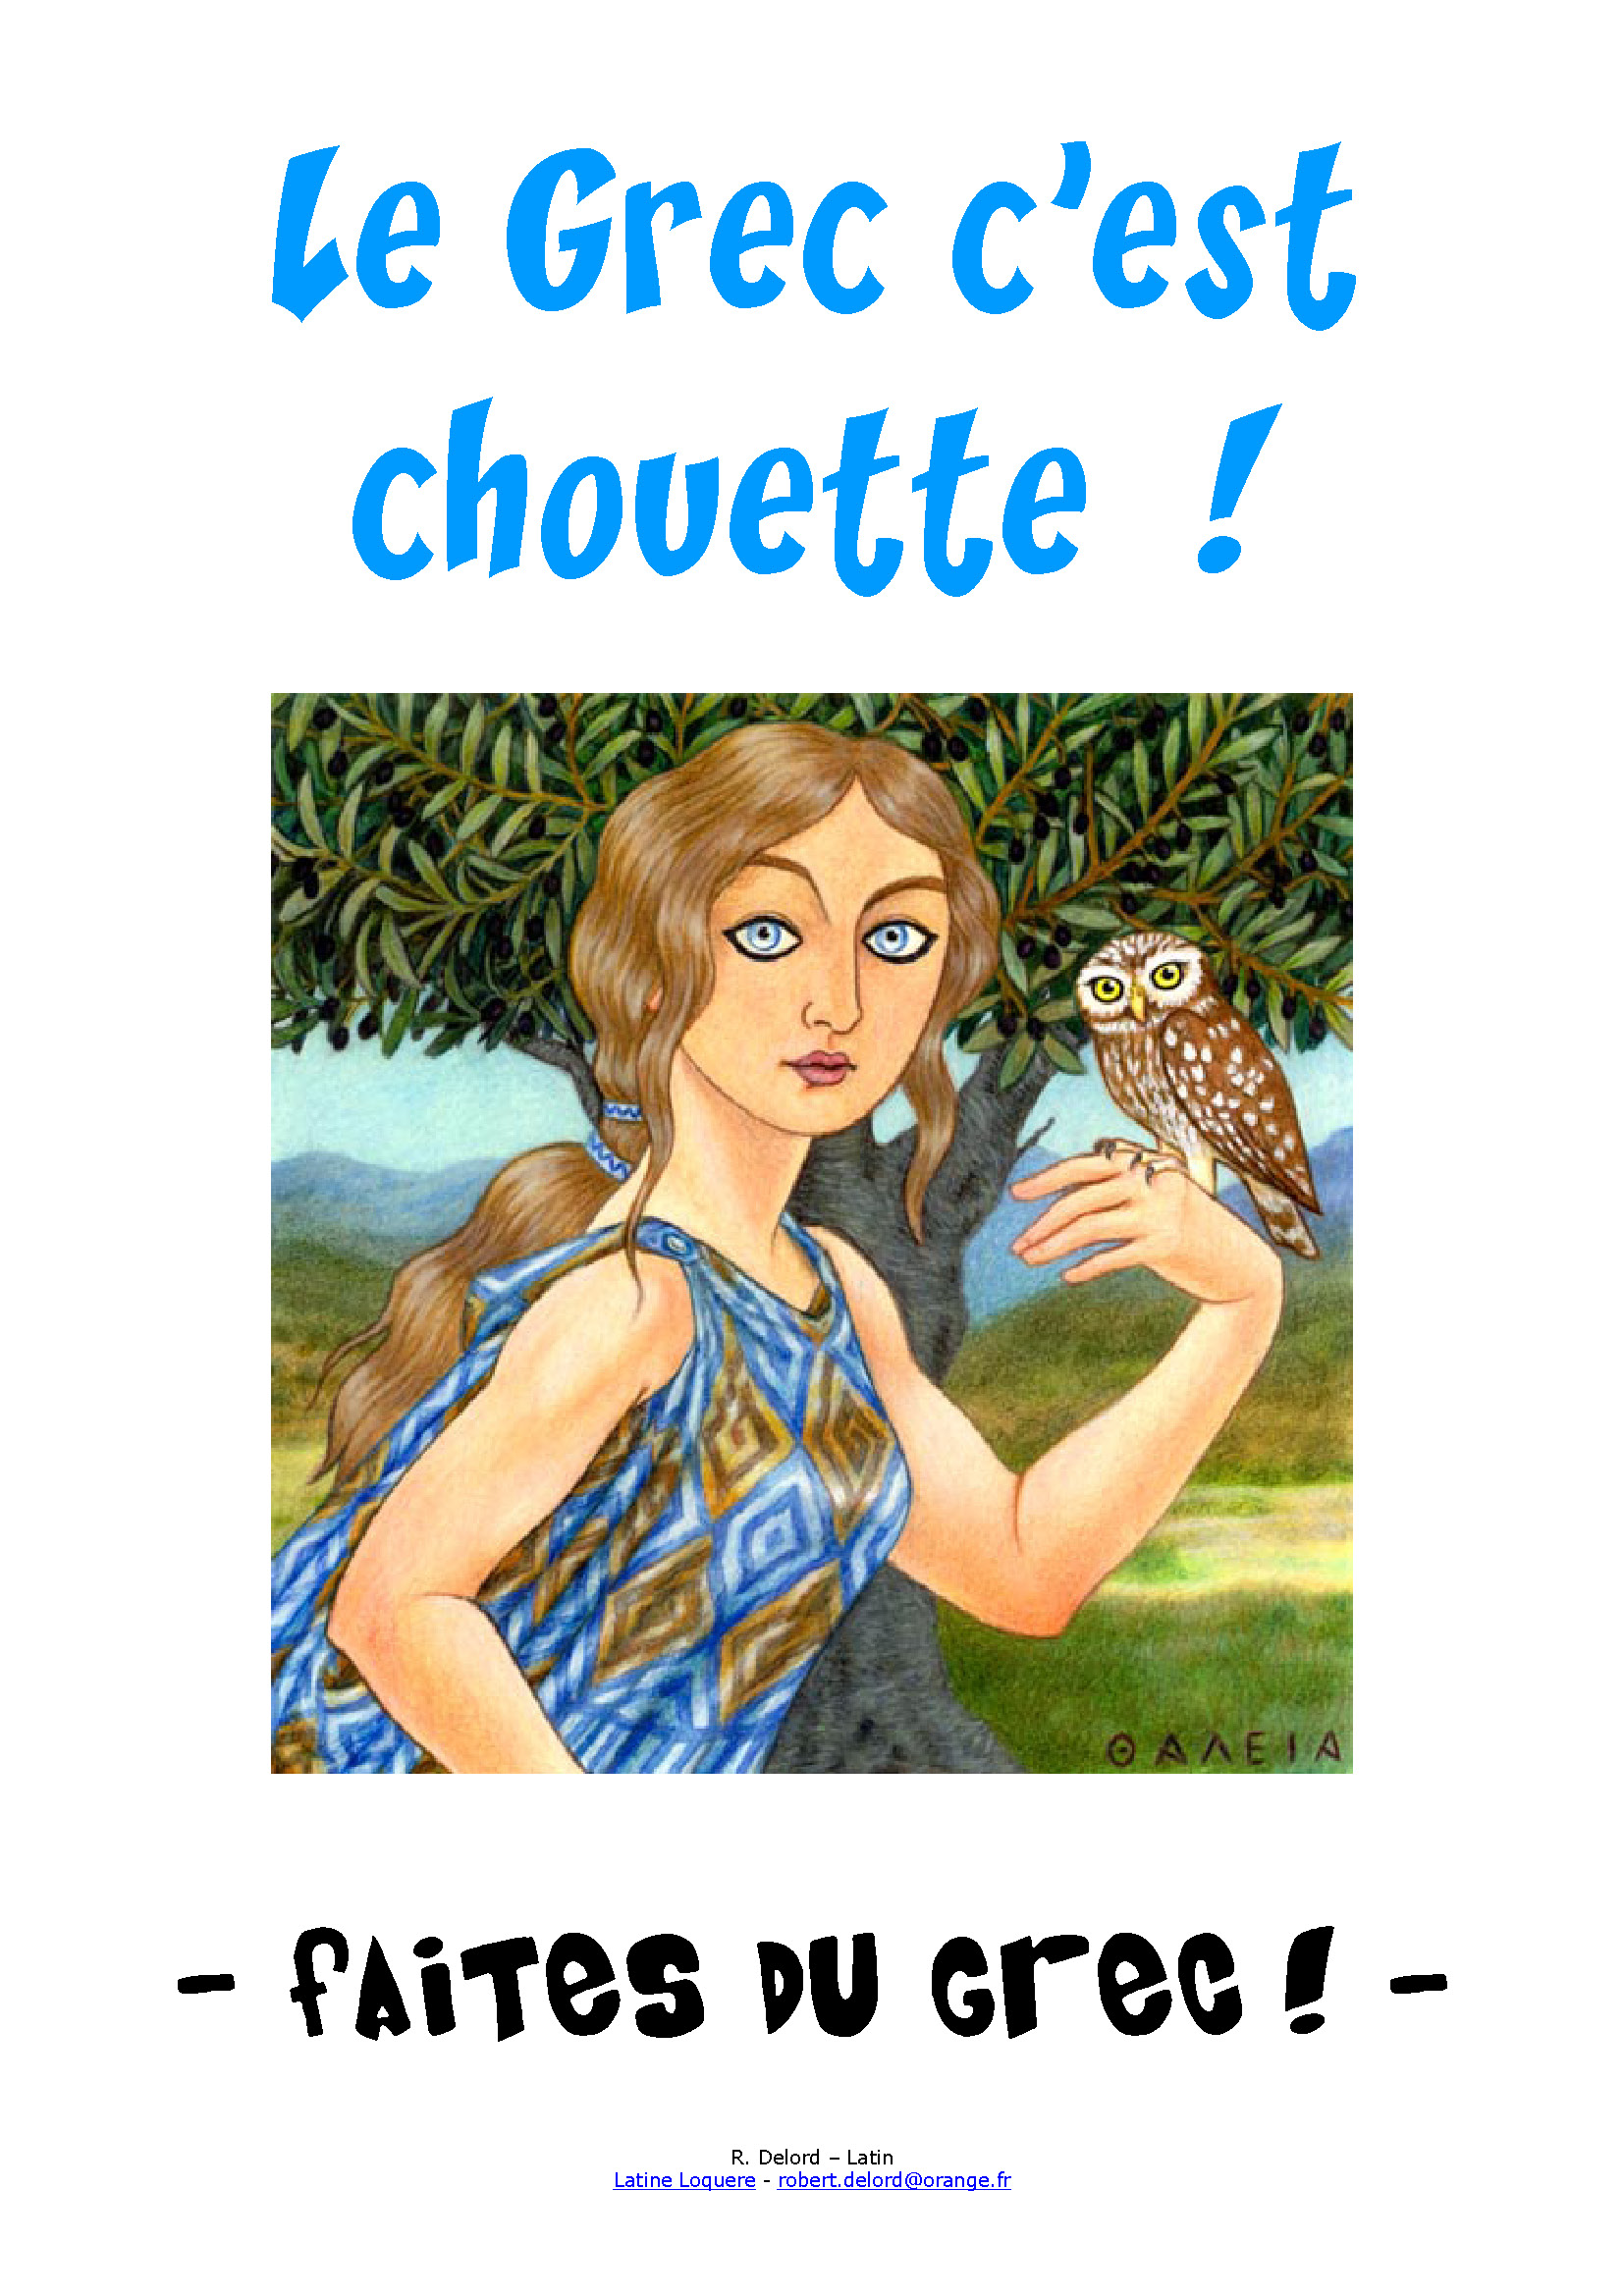 Le Grec c'est
chouette !
ΘΑΛΕΙΑ
- fAiTes DU Grec ! -
R. Delord – Latin
Latine Loquere - robert.delord@orange.fr